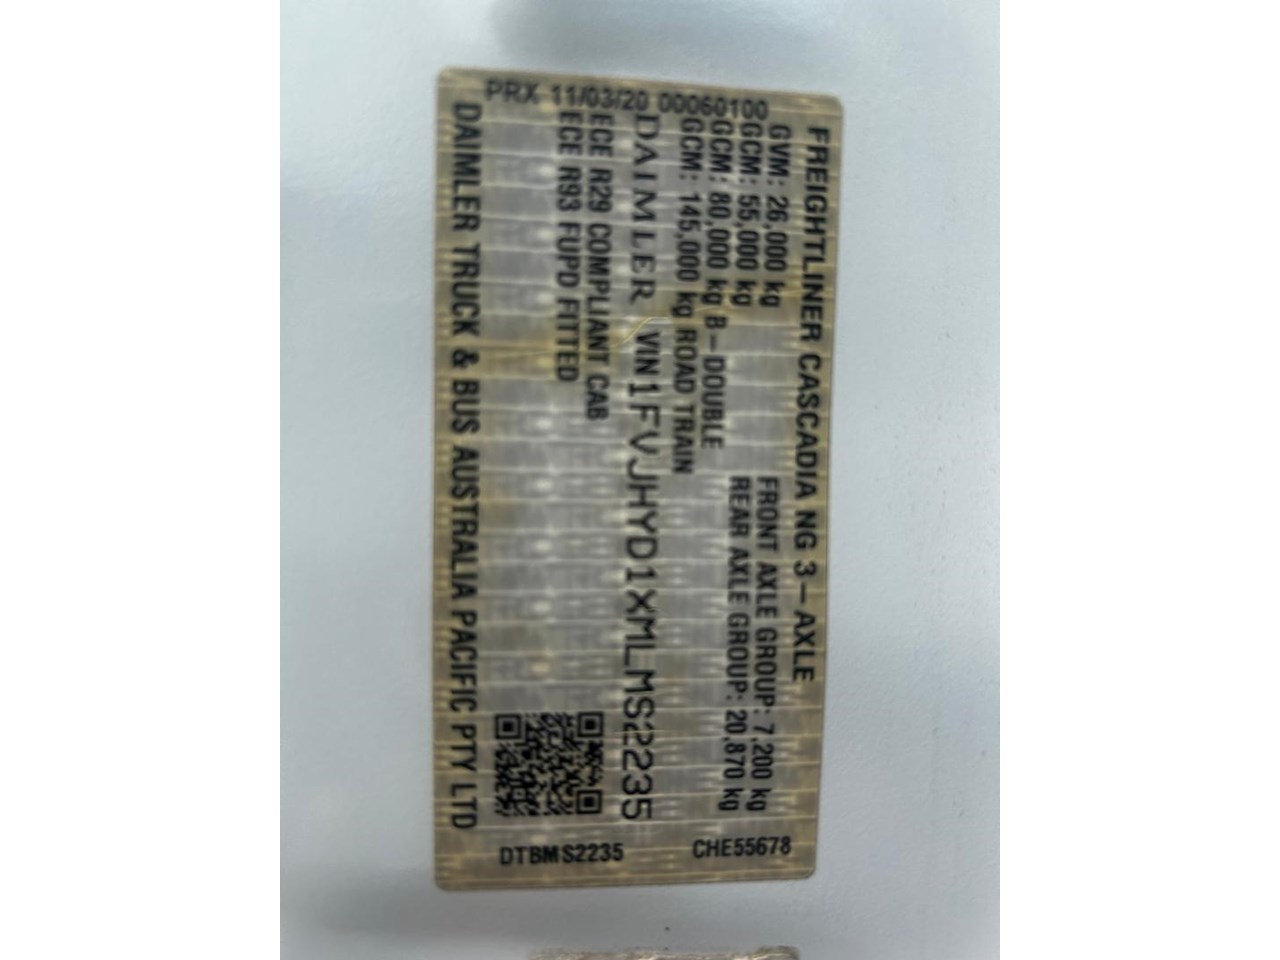 FREIGHTLINER CASCADIA NG 3-AXLE
GVM: 26,000 kg
FRONT AXLE GROUP: 7,200 kg
GCM: 55,000 kg
REAR AXLE GROUP: 20,870 kg
GCM: 80,000 kg B-DOUBLE
GCM: 145,000 kg ROAD TRAIN
DAIMLER VIN1FVJHYD1XMLMS2235
ECE R29 COMPLIANT CAB
ECE R93 FUPD FITTED
DAIMLER TRUCK & BUS AUSTRALIA PACIFIC PTY LTD
PRX 11/03/20 00060100
DTBMS2235
CHE55678